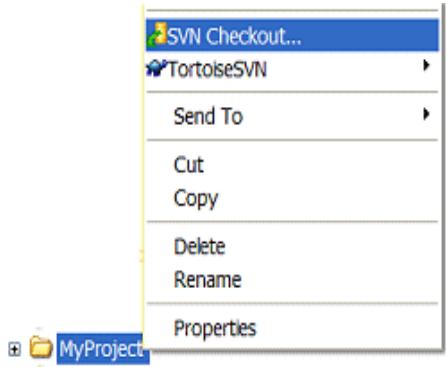 SVN Checkout...
TortoiseSVN
Send To
Cut
Copy
Delete
Rename
Properties
MyProject